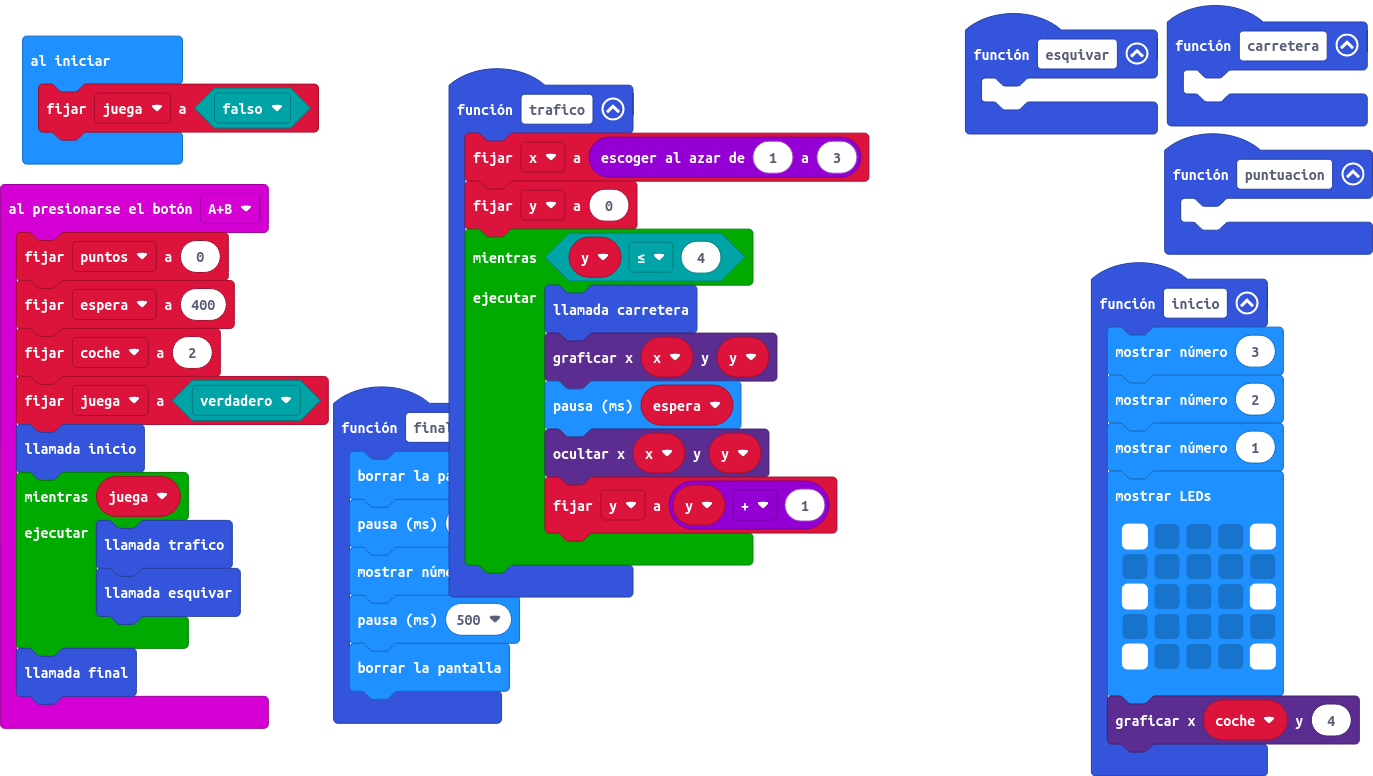 al iniciar
fijar juega a falso
al presionarse el botón A+B
fijar puntos a 0
fijar espera a 400
fijar coche a 2
fijar juega a verdadero
llamada inicio
mientras juega
ejecutar
llamada trafico
llamada esquivar
llamada final
función final
borrar la pa
pausa (ms)
mostrar núme
pausa (ms) 500
borrar la pantalla
función trafico
fijar x a escoger al azar de 1 a 3
fijar y a 0
mientras y ≤ 4
ejecutar
llamada carretera
graficar x x y y
pausa (ms) espera
ocultar x x y y
fijar y a y + 1
función esquivar
función carretera
función puntuacion
función inicio
mostrar número 3
mostrar número 2
mostrar número 1
mostrar LEDs
graficar x coche y 4